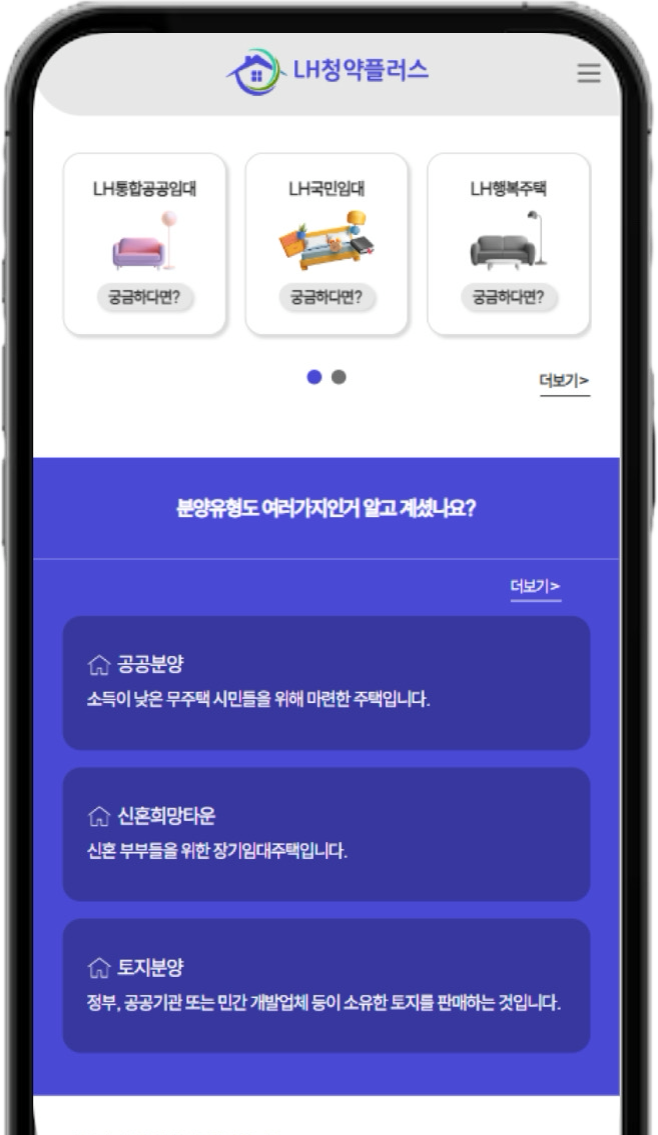 LH청약플러스
LH통합공공임대
LH국민임대
LH행복주택
궁금하다면?
궁금하다면?
궁금하다면?
더보기>
분양유형도 여러가지인거 알고 계셨나요?
더보기>
공공분양
소득이 낮은 무주택 시민들을 위해 마련한 주택입니다.
신혼희망타운
신혼 부부들을 위한 장기임대주택입니다.
토지분양
정부, 공공기관 또는 민간 개발업체 등이 소유한 토지를 판매하는 것입니다.